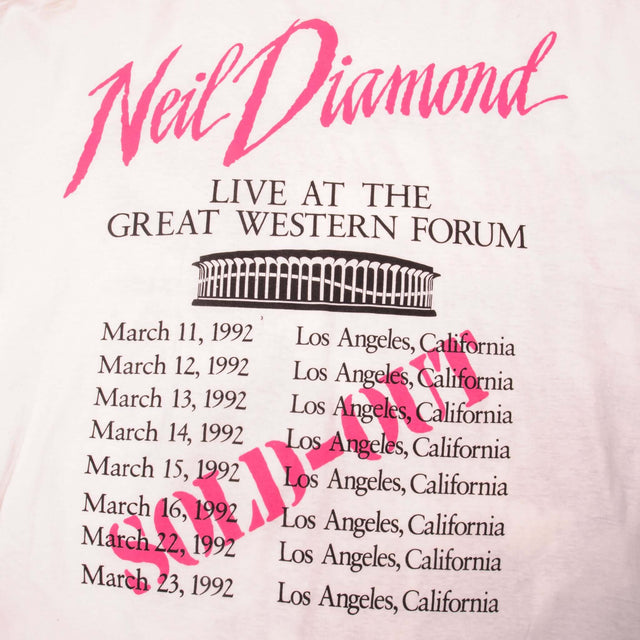 Neil Diamond
LIVE AT THE
GREAT WESTERN FORUM
March 11, 1992 Los Angeles, California
March 12, 1992 Los Angeles, California
March 13, 1992 Los Angeles, California
March 14, 1992 Los Angeles, California
March 15, 1992 Los Angeles, California
March 16, 1992 Los Angeles, California
March 22, 1992 Los Angeles, California
March 23, 1992 Los Angeles, California
SOLD-OUT